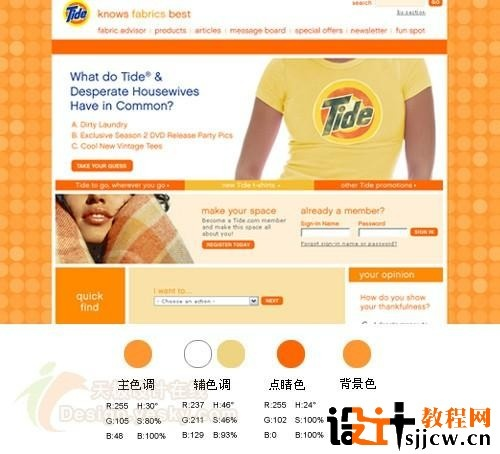 search
GO
by section
Tide
knows fabrics best
fabric advisor | products | articles | message board | special offers | newsletter | fun spot
What do Tide® &
Desperate Housewives
Have in Common?
A. Dirty Laundry
B. Exclusive Season 2 DVD Release Party Pics
C. Cool New Vintage Tees
TAKE YOUR GUESS
Tide
Tide to go, wherever you go
new Tide t-shirts
other Tide promotions
make your space
Become a Tide.com member
and make this space all
about you!
REGISTER TODAY
already a member?
Sign-in Name
Password
SIGN IN
Forgot sign-in name or password?
quick
find
I want to...
- Choose an action -
NEXT
your opinion
How do you show
your thankfulness?
主色调
辅色调
点睛色
背景色
R:255 H:30°
G:105 S:80%
B:48 B:100%
R:237 H:46°
G:211 S:46%
B:129 B:93%
R:255 H:24°
G:102 S:100%
B:0 B:100%
天极设计在线
Design.yesky.com
设计教程网
sjjcw.cn